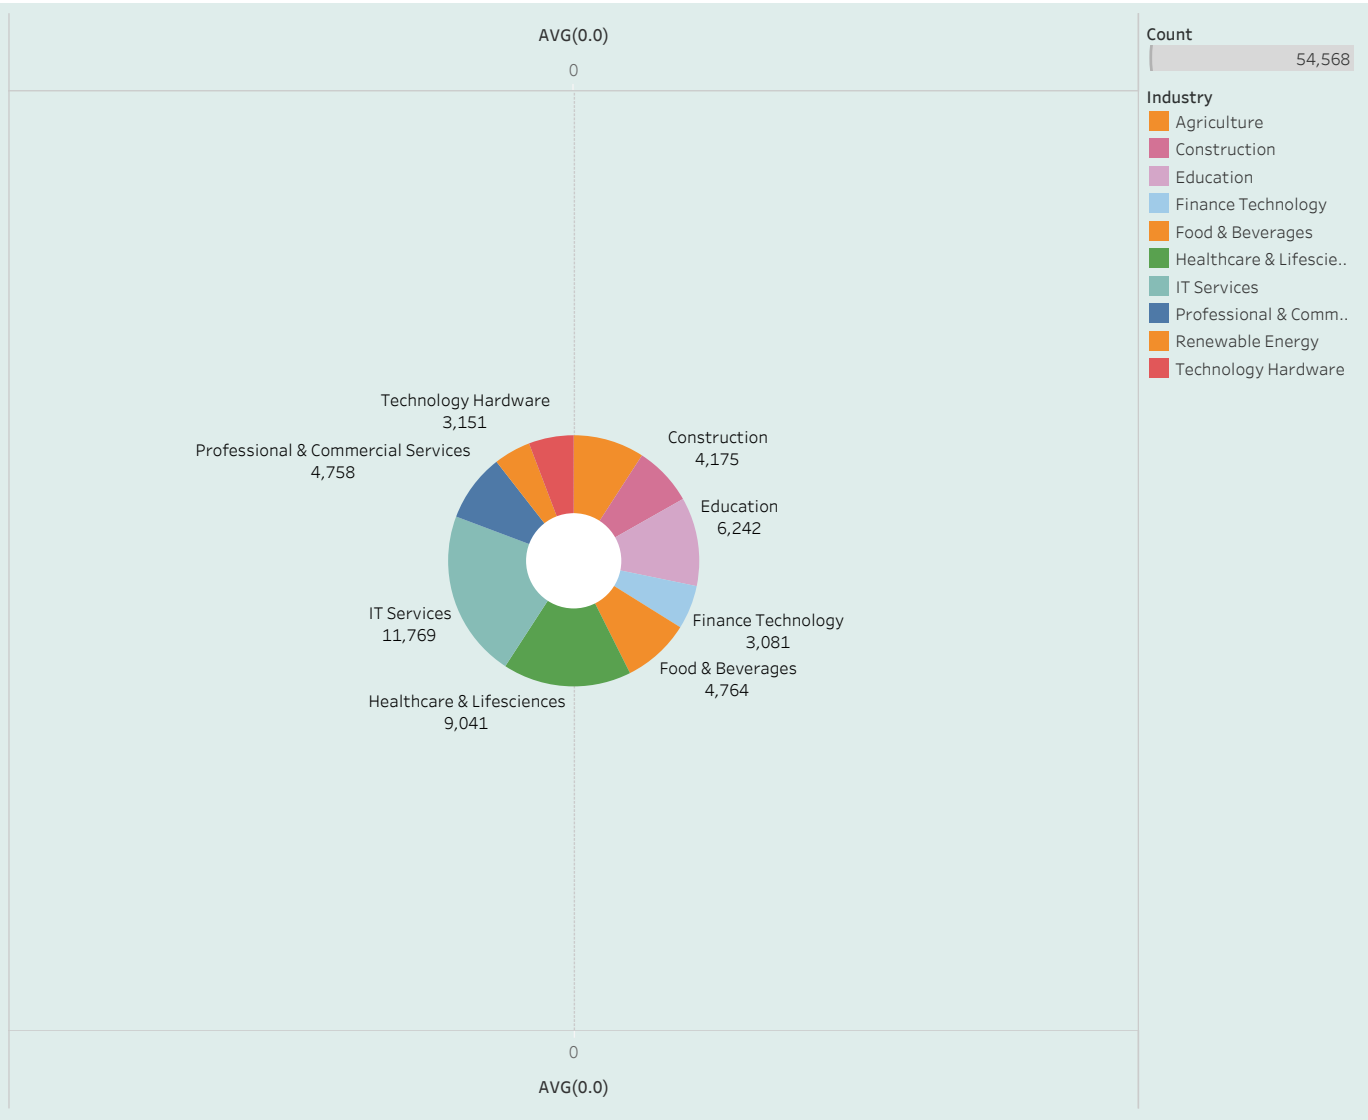 AVG(0.0)
0
Count
54,568
Industry
Agriculture
Construction
Education
Finance Technology
Food & Beverages
Healthcare & Lifescie..
IT Services
Professional & Comm..
Renewable Energy
Technology Hardware
Technology Hardware
3,151
Construction
4,175
Professional & Commercial Services
4,758
Education
6,242
IT Services
11,769
Finance Technology
3,081
Food & Beverages
4,764
Healthcare & Lifesciences
9,041
0
AVG(0.0)